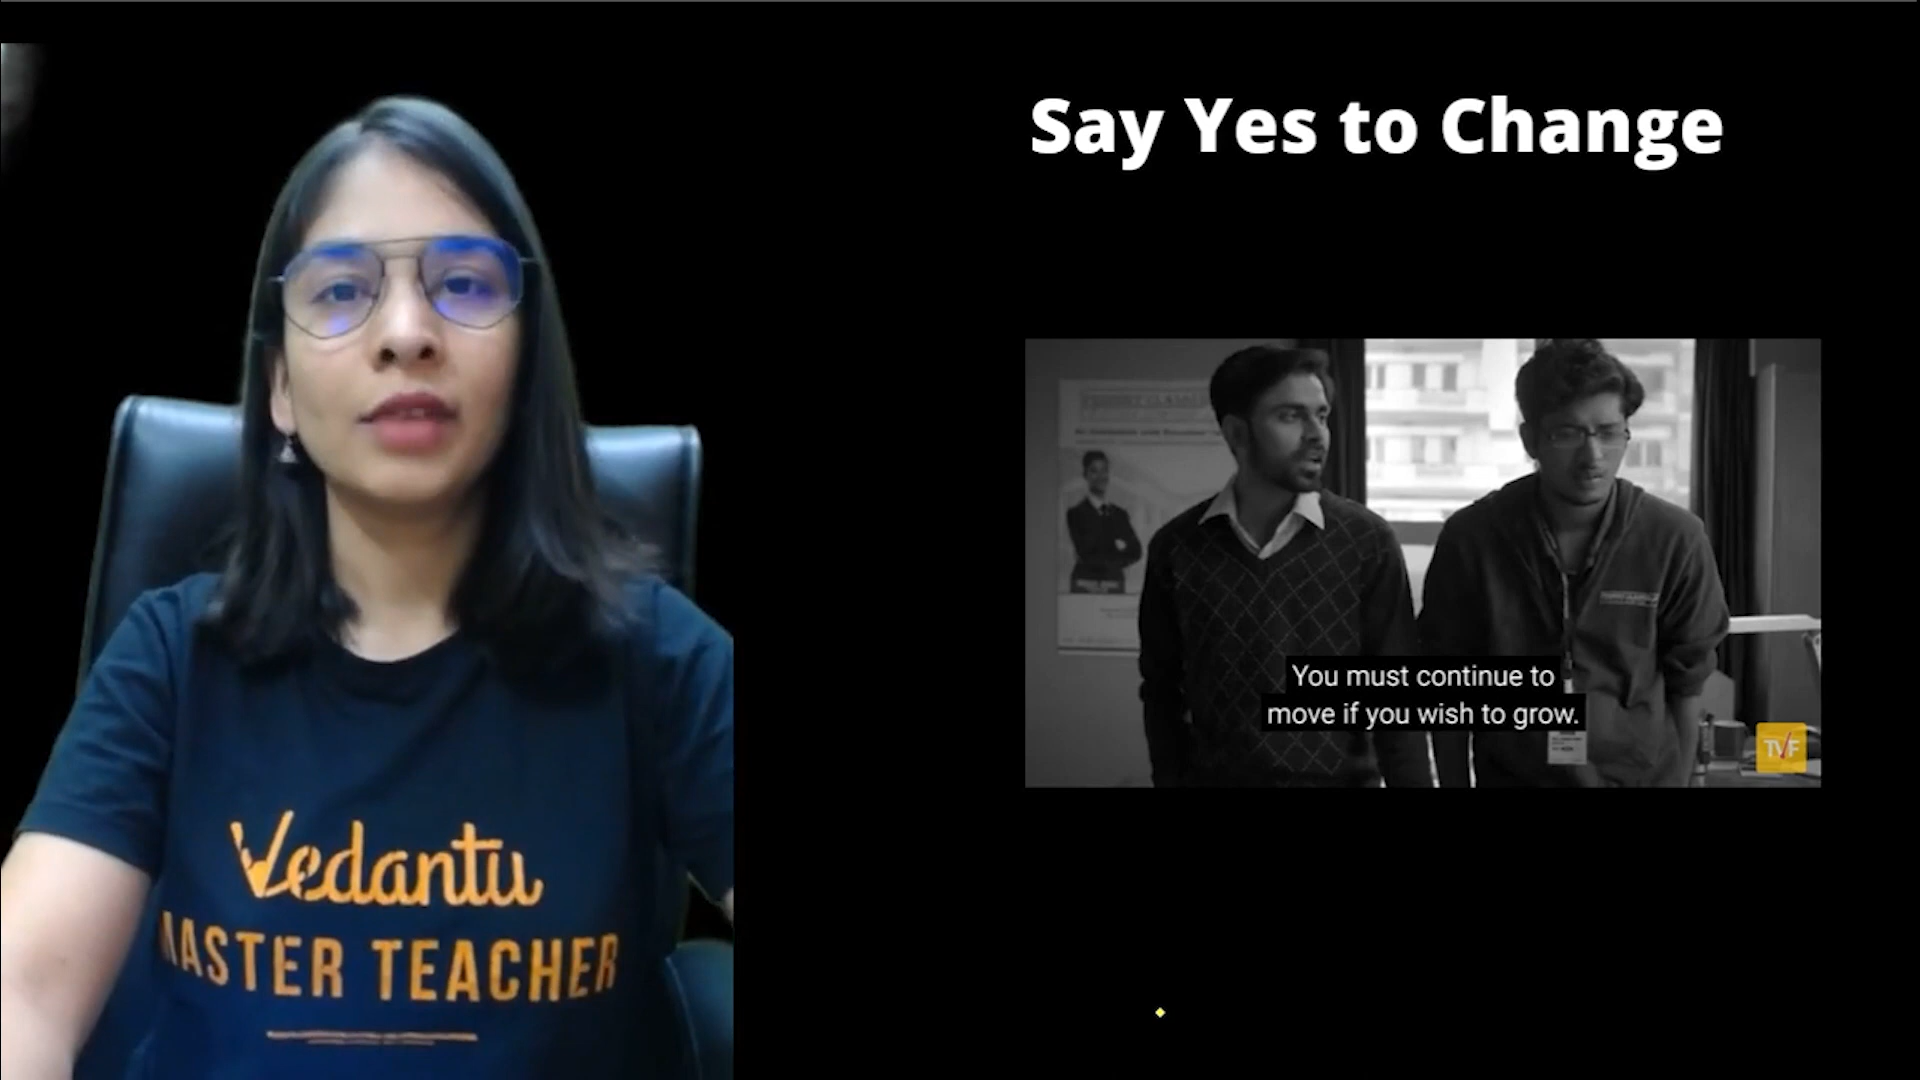 Say Yes to Change
You must continue to
move if you wish to grow.
TVF
Vedantu
MASTER TEACHER